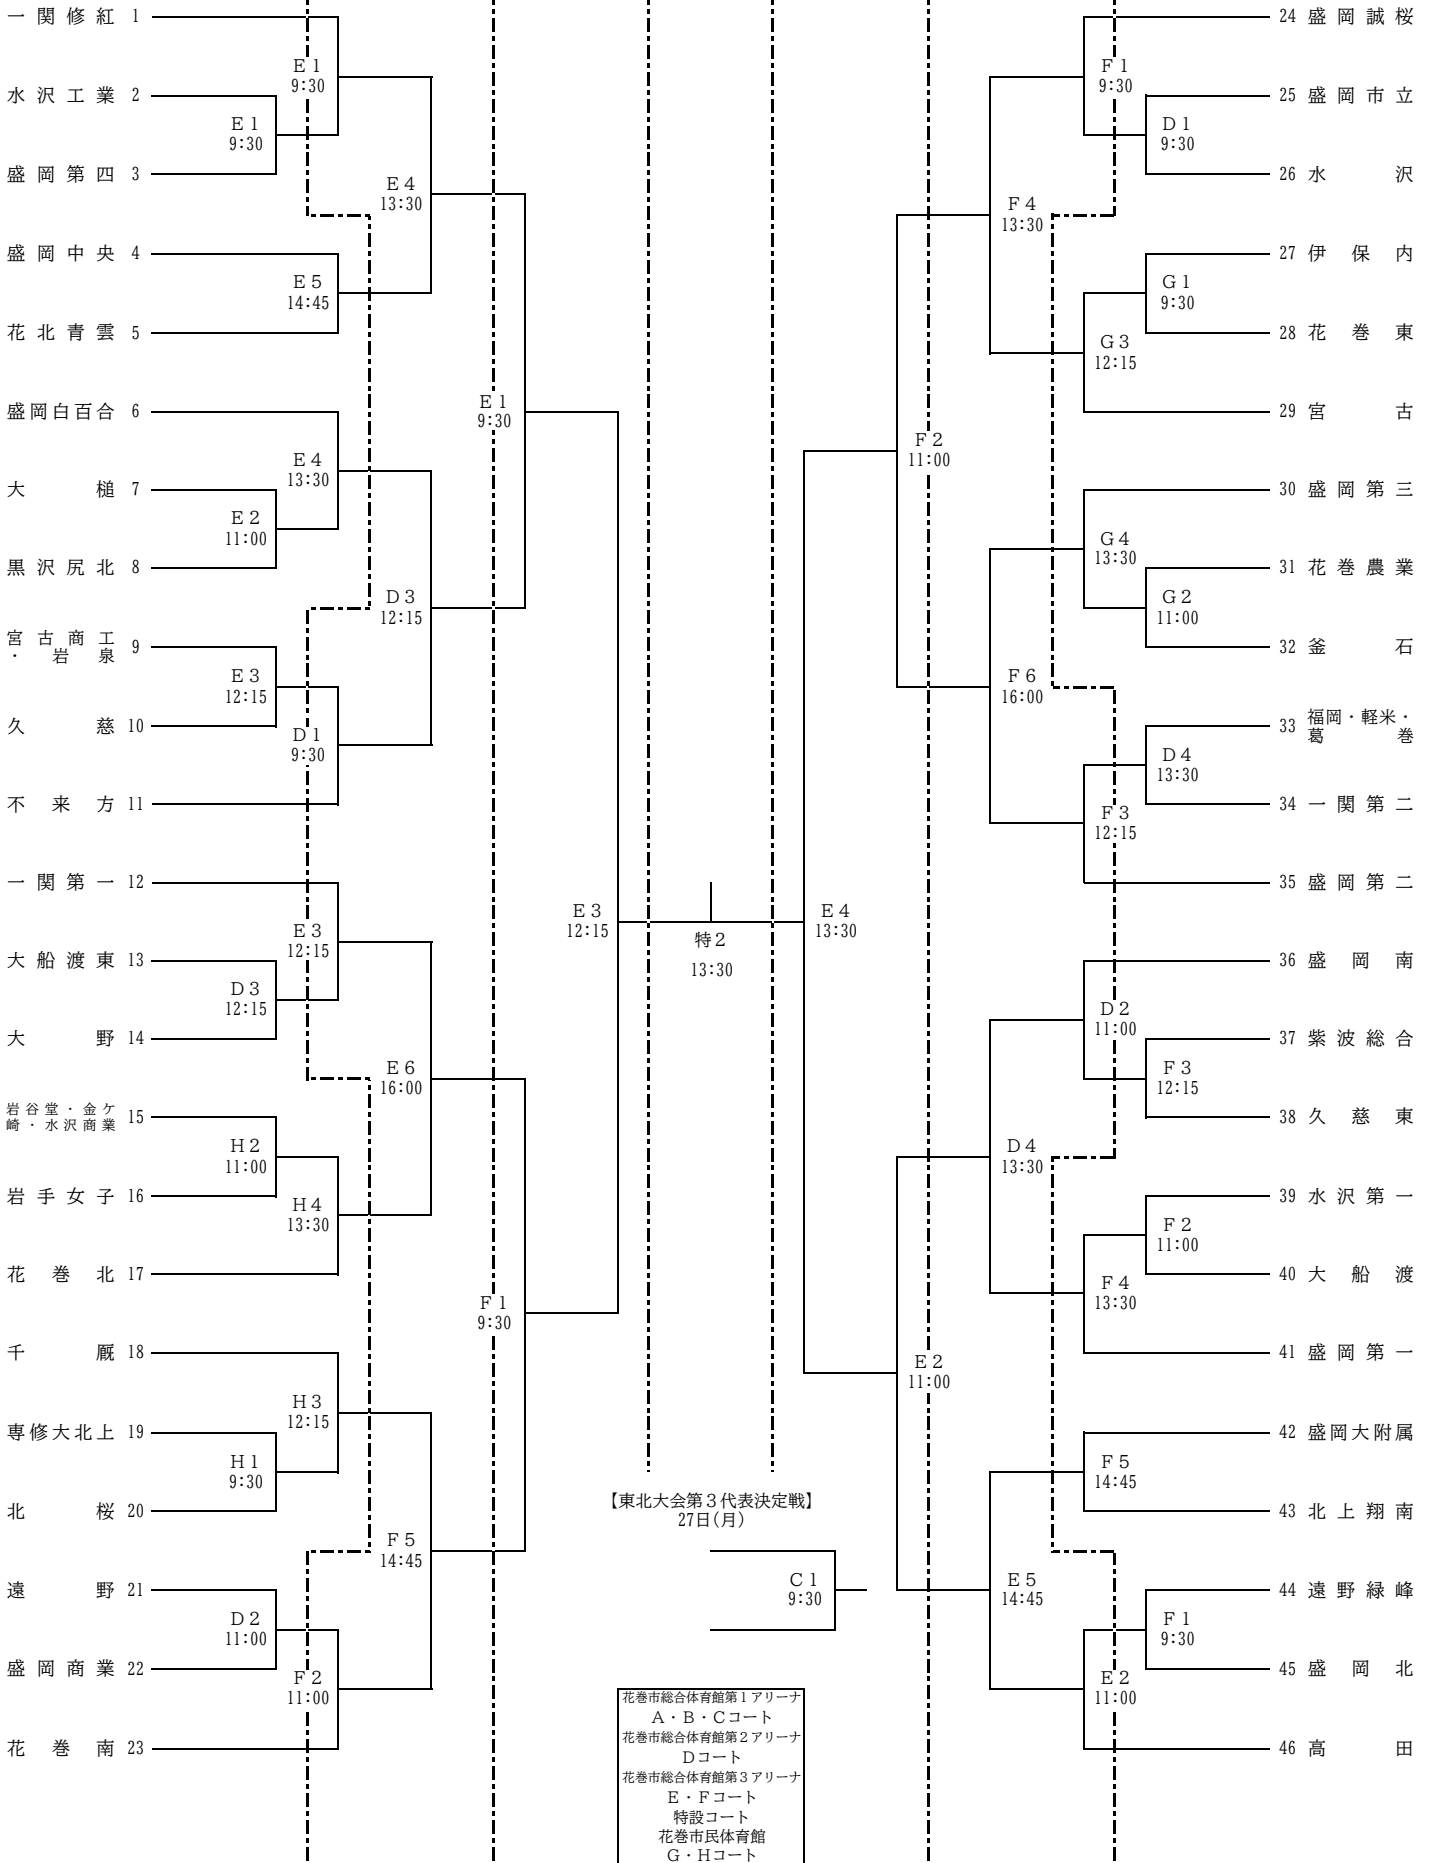 一関修紅 1
E1
9:30
水沢工業 2
E1
9:30
盛岡第四 3
E4
13:30
盛岡中央 4
E5
14:45
花北青雲 5
E1
9:30
盛岡白百合 6
E4
13:30
大槌 7
E2
11:00
黒沢尻北 8
D3
12:15
宮古商工
・岩泉 9
E3
12:15
久慈 10
D1
9:30
不来方 11
一関第一 12
E3
12:15
大船渡東 13
D3
12:15
大野 14
E6
16:00
岩谷堂・金ケ
崎・水沢商業 15
H2
11:00
岩手女子 16
H4
13:30
花巻北 17
F1
9:30
千厩 18
H3
12:15
専修大北上 19
H1
9:30
北桜 20
F5
14:45
遠野 21
D2
11:00
盛岡商業 22
F2
11:00
花巻南 23
E3
12:15
特2
13:30
E4
13:30
24 盛岡誠桜
F1
9:30
25 盛岡市立
D1
9:30
26 水沢
F4
13:30
27 伊保内
G1
9:30
28 花巻東
G3
12:15
29 宮古
F2
11:00
30 盛岡第三
G4
13:30
31 花巻農業
G2
11:00
32 釜石
F6
16:00
33 福岡・軽米・
葛巻
D4
13:30
34 一関第二
F3
12:15
35 盛岡第二
36 盛岡南
D2
11:00
37 紫波総合
F3
12:15
38 久慈東
D4
13:30
39 水沢第一
F2
11:00
40 大船渡
F4
13:30
41 盛岡第一
E2
11:00
42 盛岡大附属
F5
14:45
43 北上翔南
E5
14:45
44 遠野緑峰
F1
9:30
45 盛岡北
E2
11:00
46 高田
【東北大会第3代表決定戦】
27日(月)
C1
9:30
花巻市総合体育館第1アリーナ
A・B・Cコート
花巻市総合体育館第2アリーナ
Dコート
花巻市総合体育館第3アリーナ
E・Fコート
特設コート
花巻市民体育館
G・Hコート